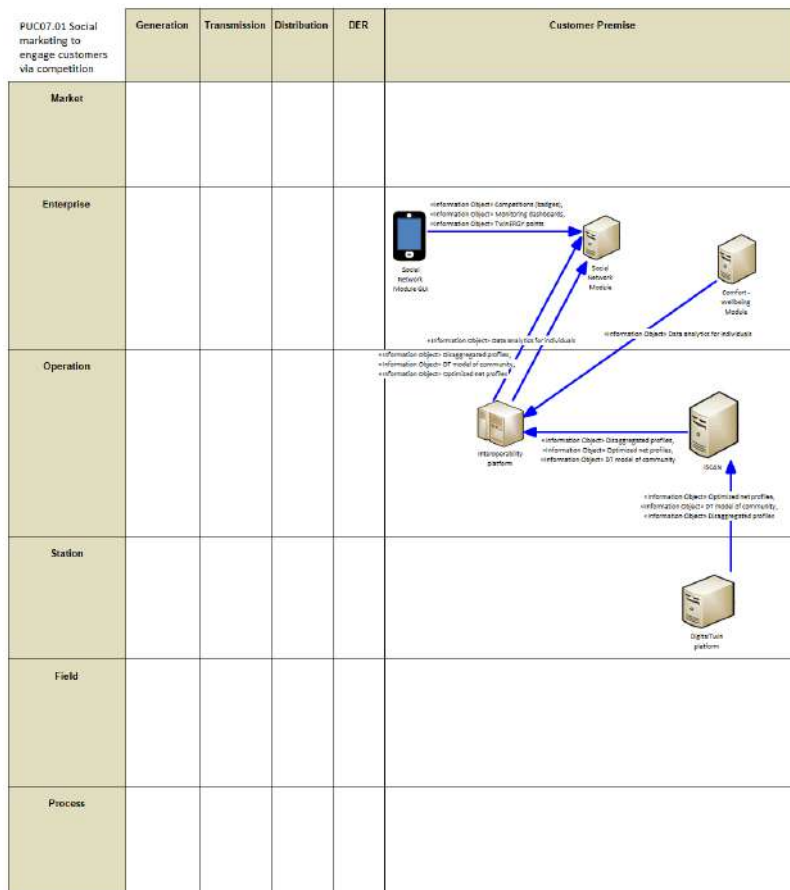 PUC07.01 Social
marketing to
engage customers
via competition
Generation
Transmission
Distribution
DER
Customer Premise
Market
Enterprise
«Information Object» Competitions (badges),
«Information Object» Monitoring dashboards,
«Information Object» TwinERGY points
Social
Network
Module GUI
Social
Network
Module
Comfort -
wellbeing
Module
«Information Object» Data analytics for individuals
«Information Object» Data analytics for individuals
Operation
«Information Object» Disaggregated profiles,
«Information Object» DT model of community,
«Information Object» Optimized net profiles
Interoperability
platform
«Information Object» Disaggregated profiles,
«Information Object» Optimized net profiles,
«Information Object» DT model of community
iSCAN
«Information Object» Optimized net profiles,
«Information Object» DT model of community,
«Information Object» Disaggregated profiles
Station
DigitalTwin
platform
Field
Process